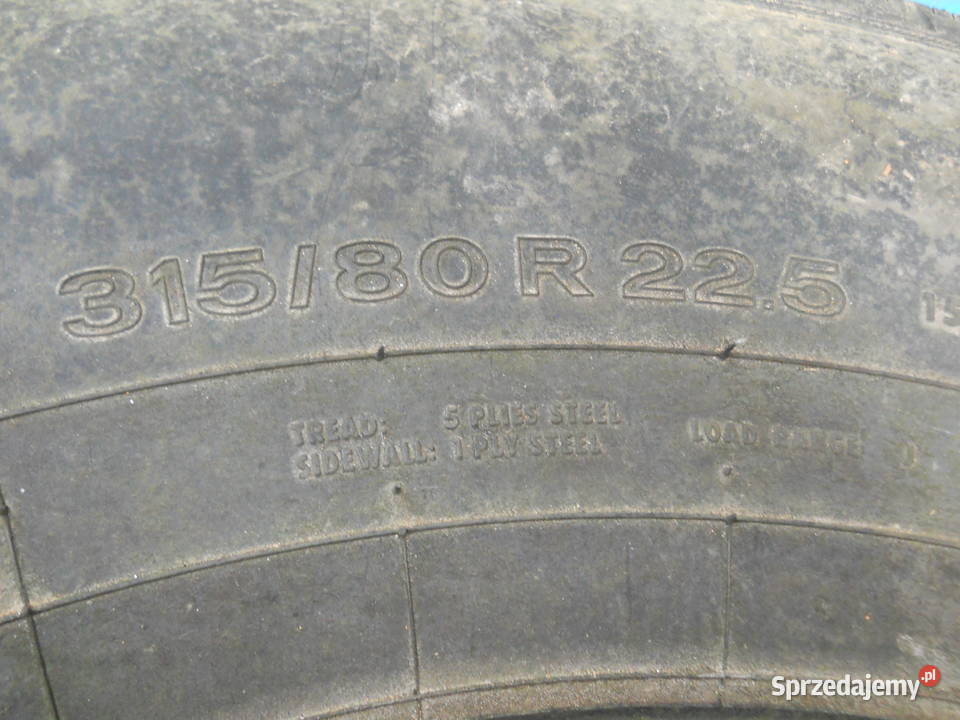 315/80 R 22.5
TREAD: 5 PLIES STEEL
SIDEWALL: 1 PLY STEEL
LOAD RANGE
Sprzedajemy.pl